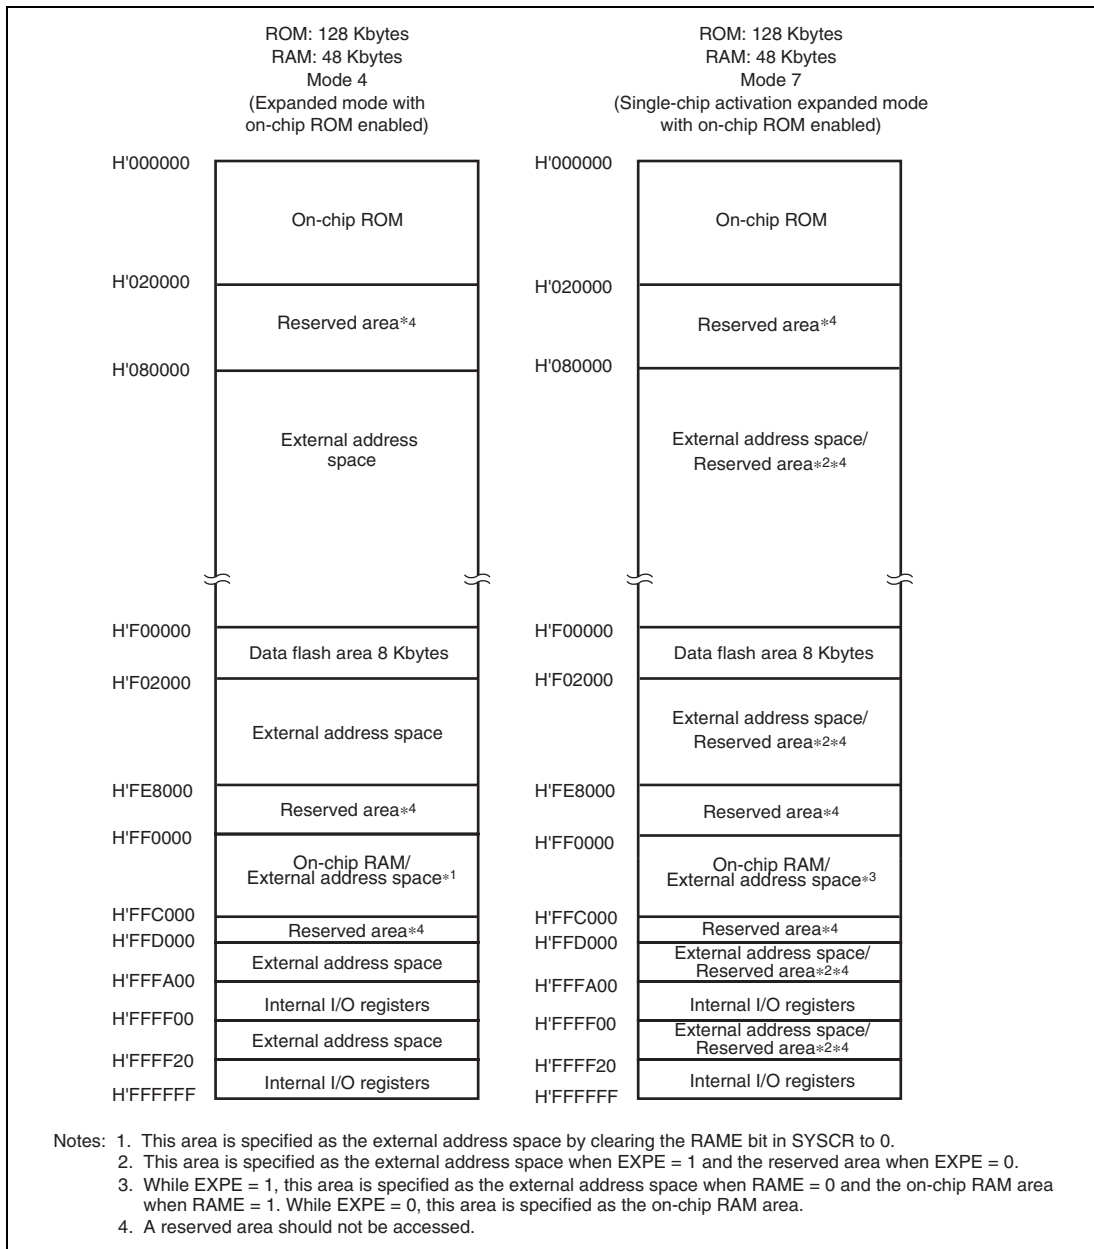 ROM: 128 Kbytes
RAM: 48 Kbytes
Mode 4
(Expanded mode with
on-chip ROM enabled)
H'000000
On-chip ROM
H'020000
Reserved area*4
H'080000
External address
space
H'F00000
Data flash area 8 Kbytes
H'F02000
External address space
H'FE8000
Reserved area*4
H'FF0000
On-chip RAM/
External address space*1
H'FFC000
Reserved area*4
H'FFD000
External address space
H'FFFA00
Internal I/O registers
H'FFFF00
External address space
H'FFFF20
Internal I/O registers
H'FFFFFF
ROM: 128 Kbytes
RAM: 48 Kbytes
Mode 7
(Single-chip activation expanded mode
with on-chip ROM enabled)
H'000000
On-chip ROM
H'020000
Reserved area*4
H'080000
External address space/
Reserved area*2*4
H'F00000
Data flash area 8 Kbytes
H'F02000
External address space/
Reserved area*2*4
H'FE8000
Reserved area*4
H'FF0000
On-chip RAM/
External address space*3
H'FFC000
Reserved area*4
H'FFD000
External address space/
Reserved area*2*4
H'FFFA00
Internal I/O registers
H'FFFF00
External address space/
Reserved area*2*4
H'FFFF20
Internal I/O registers
H'FFFFFF
Notes: 1. This area is specified as the external address space by clearing the RAME bit in SYSCR to 0.
2. This area is specified as the external address space when EXPE = 1 and the reserved area when EXPE = 0.
3. While EXPE = 1, this area is specified as the external address space when RAME = 0 and the on-chip RAM area
when RAME = 1. While EXPE = 0, this area is specified as the on-chip RAM area.
4. A reserved area should not be accessed.